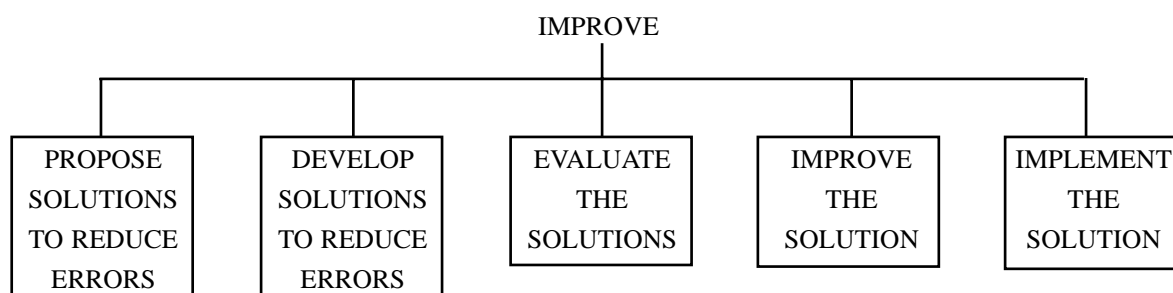 IMPROVE
PROPOSE
SOLUTIONS
TO REDUCE
ERRORS
DEVELOP
SOLUTIONS
TO REDUCE
ERRORS
EVALUATE
THE
SOLUTIONS
IMPROVE
THE
SOLUTION
IMPLEMENT
THE
SOLUTION